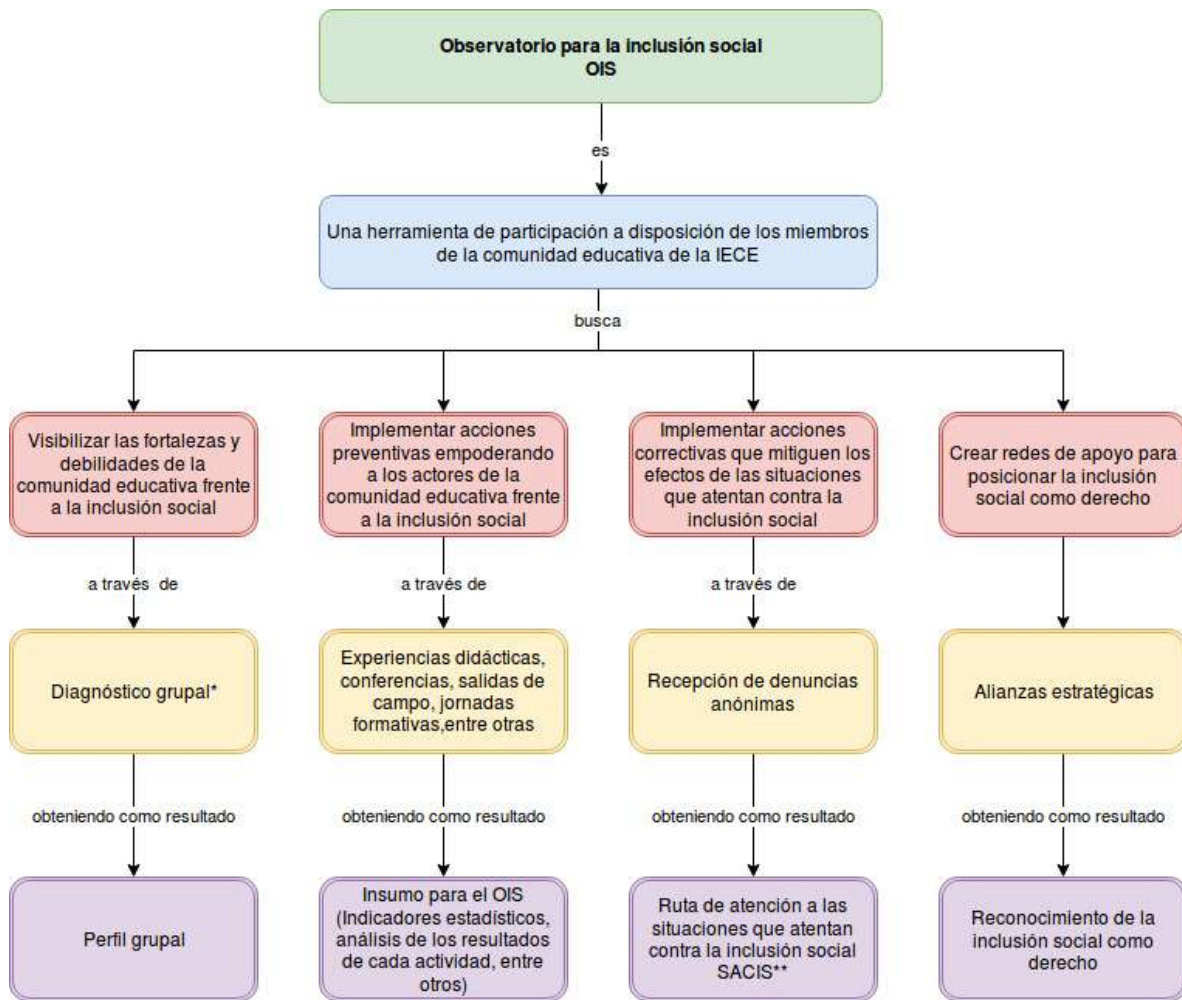 Observatorio para la inclusión social
OIS
es
Una herramienta de participación a disposición de los miembros
de la comunidad educativa de la IECE
busca
Visibilizar las fortalezas y
debilidades de la
comunidad educativa frente
a la inclusión social
Implementar acciones
preventivas empoderando
a los actores de la
comunidad educativa frente
a la inclusión social
Implementar acciones
correctivas que mitiguen los
efectos de las situaciones
que atentan contra la
inclusión social
Crear redes de apoyo para
posicionar la inclusión
social como derecho
a través de
a través de
a través de
Diagnóstico grupal*
Experiencias didácticas,
conferencias, salidas de
campo, jornadas
formativas,entre otras
Recepción de denuncias
anónimas
Alianzas estratégicas
obteniendo como resultado
obteniendo como resultado
obteniendo como resultado
obteniendo como resultado
Perfil grupal
Insumo para el OIS
(Indicadores estadísticos,
análisis de los resultados
de cada actividad, entre
otros)
Ruta de atención a las
situaciones que atentan
contra la inclusión social
SACIS**
Reconocimiento de la
inclusión social como
derecho